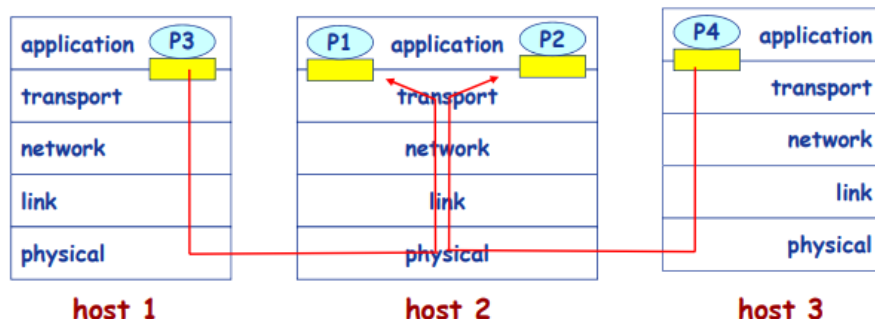 application P3
transport
network
link
physical
host 1
P1 application P2
transport
network
link
physical
host 2
P4 application
transport
network
link
physical
host 3